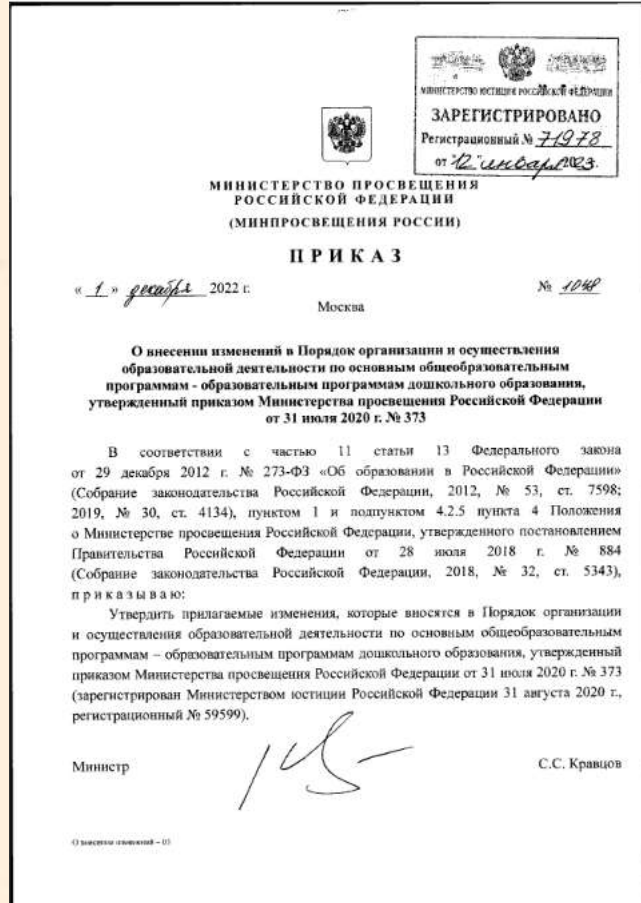 МИНИСТЕРСТВО ЮСТИЦИИ РОССИЙСКОЙ ФЕДЕРАЦИИ
ЗАРЕГИСТРИРОВАНО
Регистрационный № 71978
от "12" января 2023.
МИНИСТЕРСТВО ПРОСВЕЩЕНИЯ
РОССИЙСКОЙ ФЕДЕРАЦИИ
(МИНПРОСВЕЩЕНИЯ РОССИИ)
ПРИКАЗ
« 1 » декабря 2022 г.
№ 1048
Москва
О внесении изменений в Порядок организации и осуществления
образовательной деятельности по основным общеобразовательным
программам - образовательным программам дошкольного образования,
утвержденный приказом Министерства просвещения Российской Федерации
от 31 июля 2020 г. № 373
В соответствии с частью 11 статьи 13 Федерального закона
от 29 декабря 2012 г. № 273-ФЗ «Об образовании в Российской Федерации»
(Собрание законодательства Российской Федерации, 2012, № 53, ст. 7598;
2019, № 30, ст. 4134), пунктом 1 и подпунктом 4.2.5 пункта 4 Положения
о Министерстве просвещения Российской Федерации, утвержденного постановлением
Правительства Российской Федерации от 28 июля 2018 г. № 884
(Собрание законодательства Российской Федерации, 2018, № 32, ст. 5343),
приказываю:
Утвердить прилагаемые изменения, которые вносятся в Порядок организации
и осуществления образовательной деятельности по основным общеобразовательным
программам – образовательным программам дошкольного образования, утвержденный
приказом Министерства просвещения Российской Федерации от 31 июля 2020 г. № 373
(зарегистрирован Министерством юстиции Российской Федерации 31 августа 2020 г.,
регистрационный № 59599).
Министр
С.С. Кравцов
О внесении изменений – 03